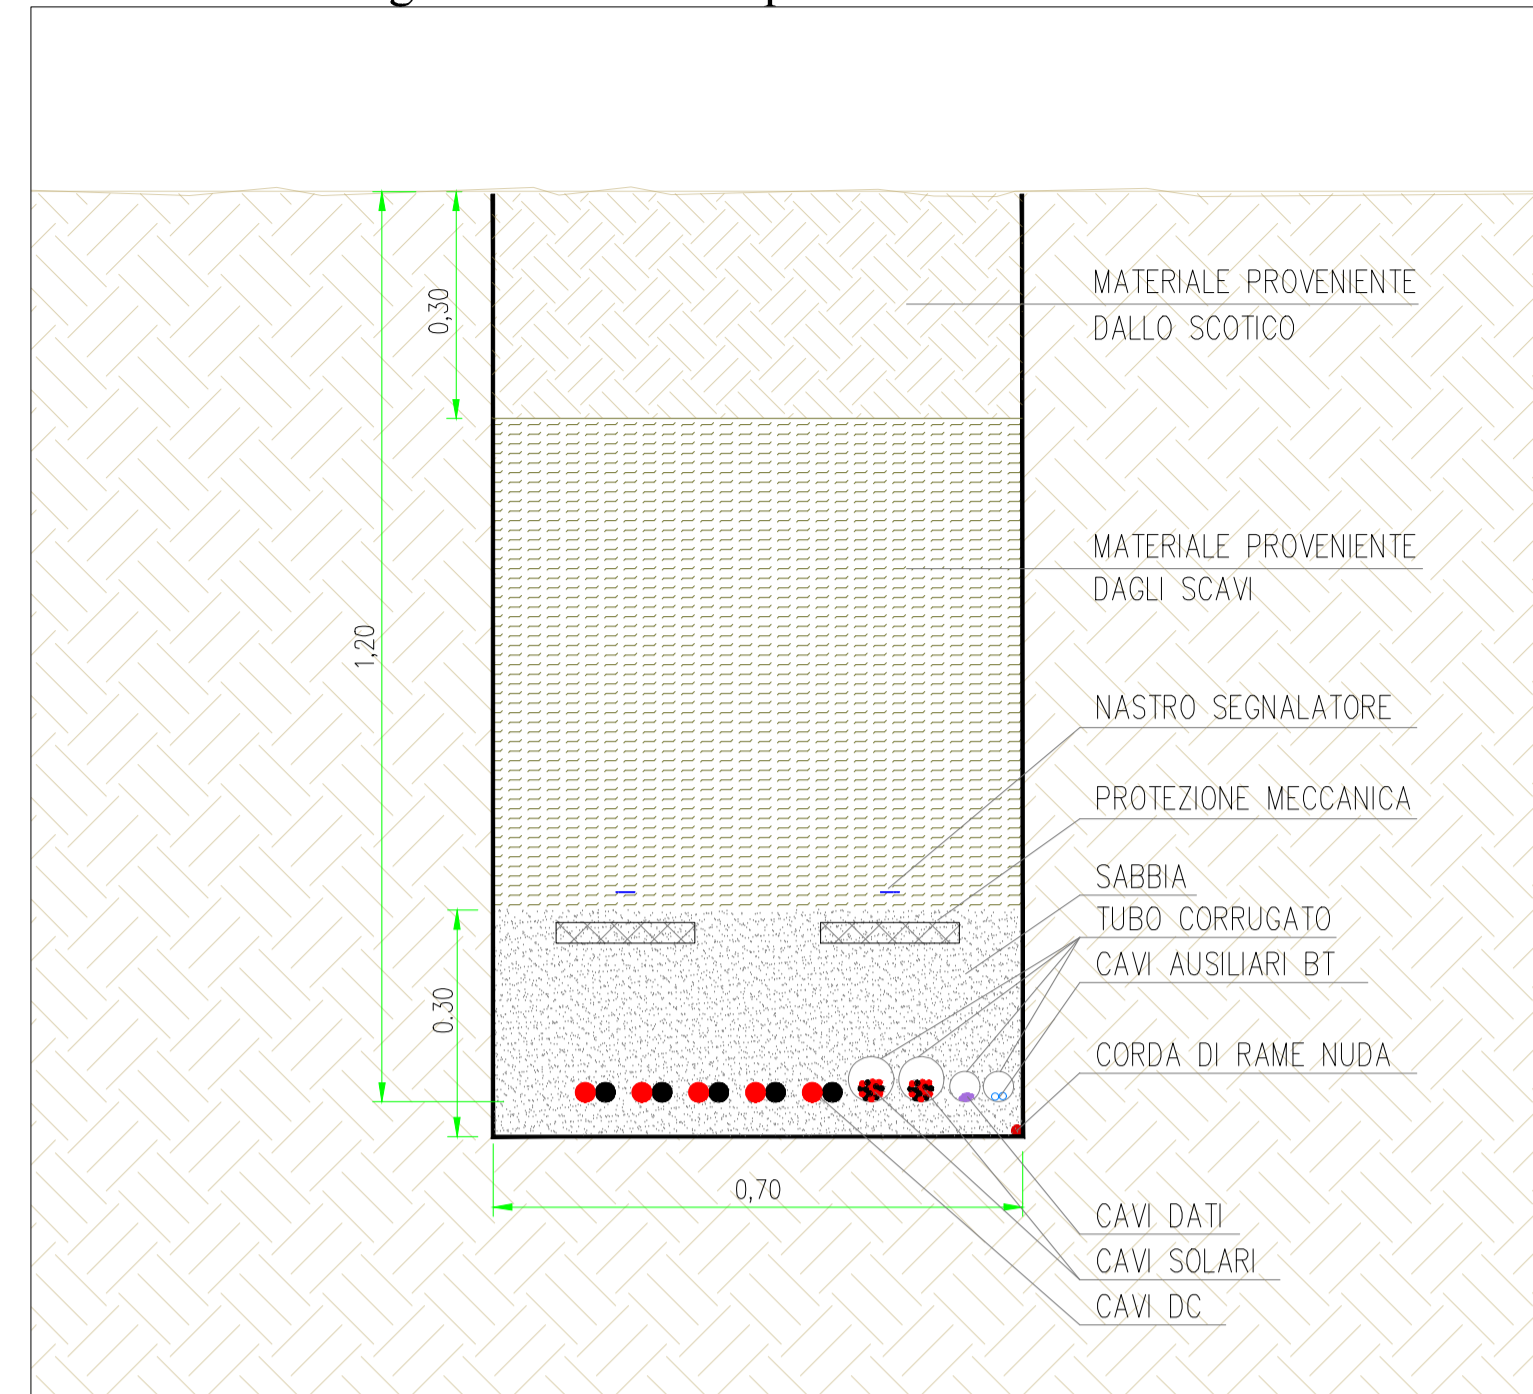 0,30
MATERIALE PROVENIENTE
DALLO SCOTICO
MATERIALE PROVENIENTE
DAGLI SCAVI
1,20
NASTRO SEGNALATORE
PROTEZIONE MECCANICA
SABBIA
TUBO CORRUGATO
CAVI AUSILIARI BT
0.30
CORDA DI RAME NUDA
0,70
CAVI DATI
CAVI SOLARI
CAVI DC